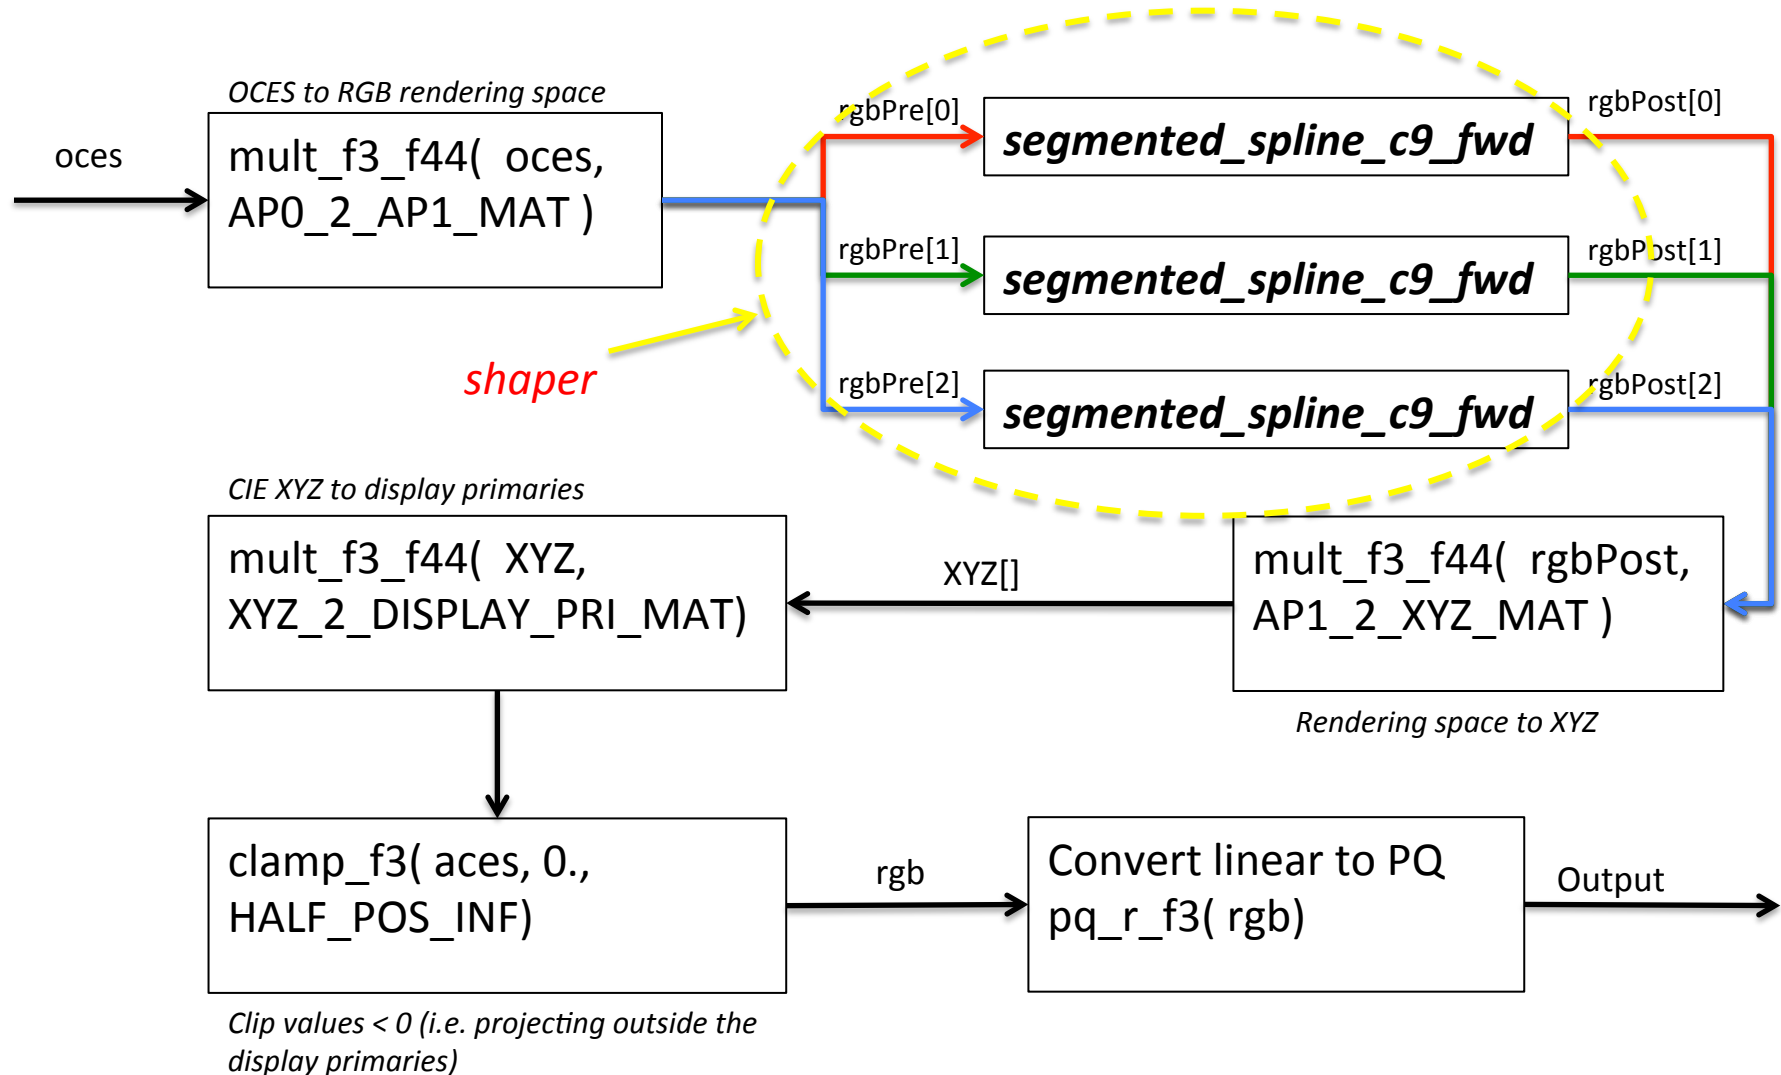 OCES to RGB rendering space
oces
mult_f3_f44( oces,
AP0_2_AP1_MAT )
rgbPre[0]
segmented_spline_c9_fwd
rgbPost[0]
rgbPre[1]
segmented_spline_c9_fwd
rgbPost[1]
shaper
rgbPre[2]
segmented_spline_c9_fwd
rgbPost[2]
mult_f3_f44( rgbPost,
AP1_2_XYZ_MAT )
Rendering space to XYZ
XYZ[]
CIE XYZ to display primaries
mult_f3_f44( XYZ,
XYZ_2_DISPLAY_PRI_MAT)
clamp_f3( aces, 0.,
HALF_POS_INF)
Clip values < 0 (i.e. projecting outside the
display primaries)
rgb
Convert linear to PQ
pq_r_f3( rgb)
Output